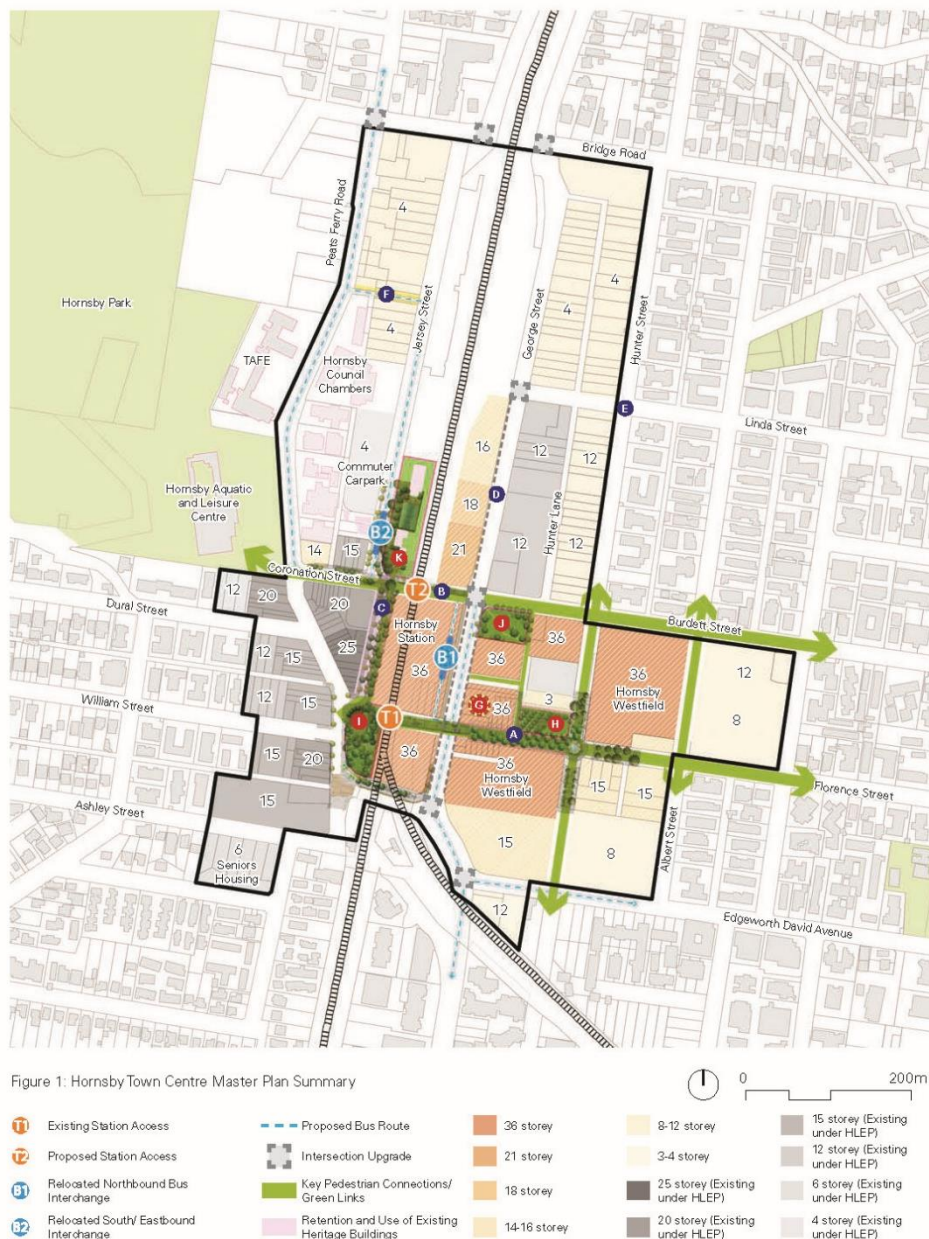 Bridge Road
Peats Ferry Road
4
4
Hornsby Park
F
Jersey Street
George Street
4
Hunter Street
4
TAFE
Hornsby
Council
Chambers
4
E
Linda Street
Hornsby Aquatic
and Leisure
Centre
4
Commuter
Carpark
16
12
12
D
18
Hunter Lane
B2
21
12
12
14
15
K
Coronation Street
T2
B
12
20
20
C
Hornsby
Station
J
Burdett Street
Dural Street
25
B1
36
12
15
36
36
36
Hornsby
Westfield
12
William Street
12
15
G
36
3
H
8
I
T1
A
15
20
36
36
Hornsby
Westfield
Florence Street
15
15
15
Ashley Street
6
Seniors
Housing
15
8
Albert Street
12
Edgeworth David Avenue
Figure 1: Hornsby Town Centre Master Plan Summary
0
200m
T1 Existing Station Access
T2 Proposed Station Access
B1 Relocated Northbound Bus
Interchange
B2 Relocated South/ Eastbound
Interchange
Proposed Bus Route
Intersection Upgrade
Key Pedestrian Connections/
Green Links
Retention and Use of Existing
Heritage Buildings
36 storey
21 storey
18 storey
14-16 storey
8-12 storey
3-4 storey
25 storey (Existing
under HLEP)
20 storey (Existing
under HLEP)
15 storey (Existing
under HLEP)
12 storey (Existing
under HLEP)
6 storey (Existing
under HLEP)
4 storey (Existing
under HLEP)